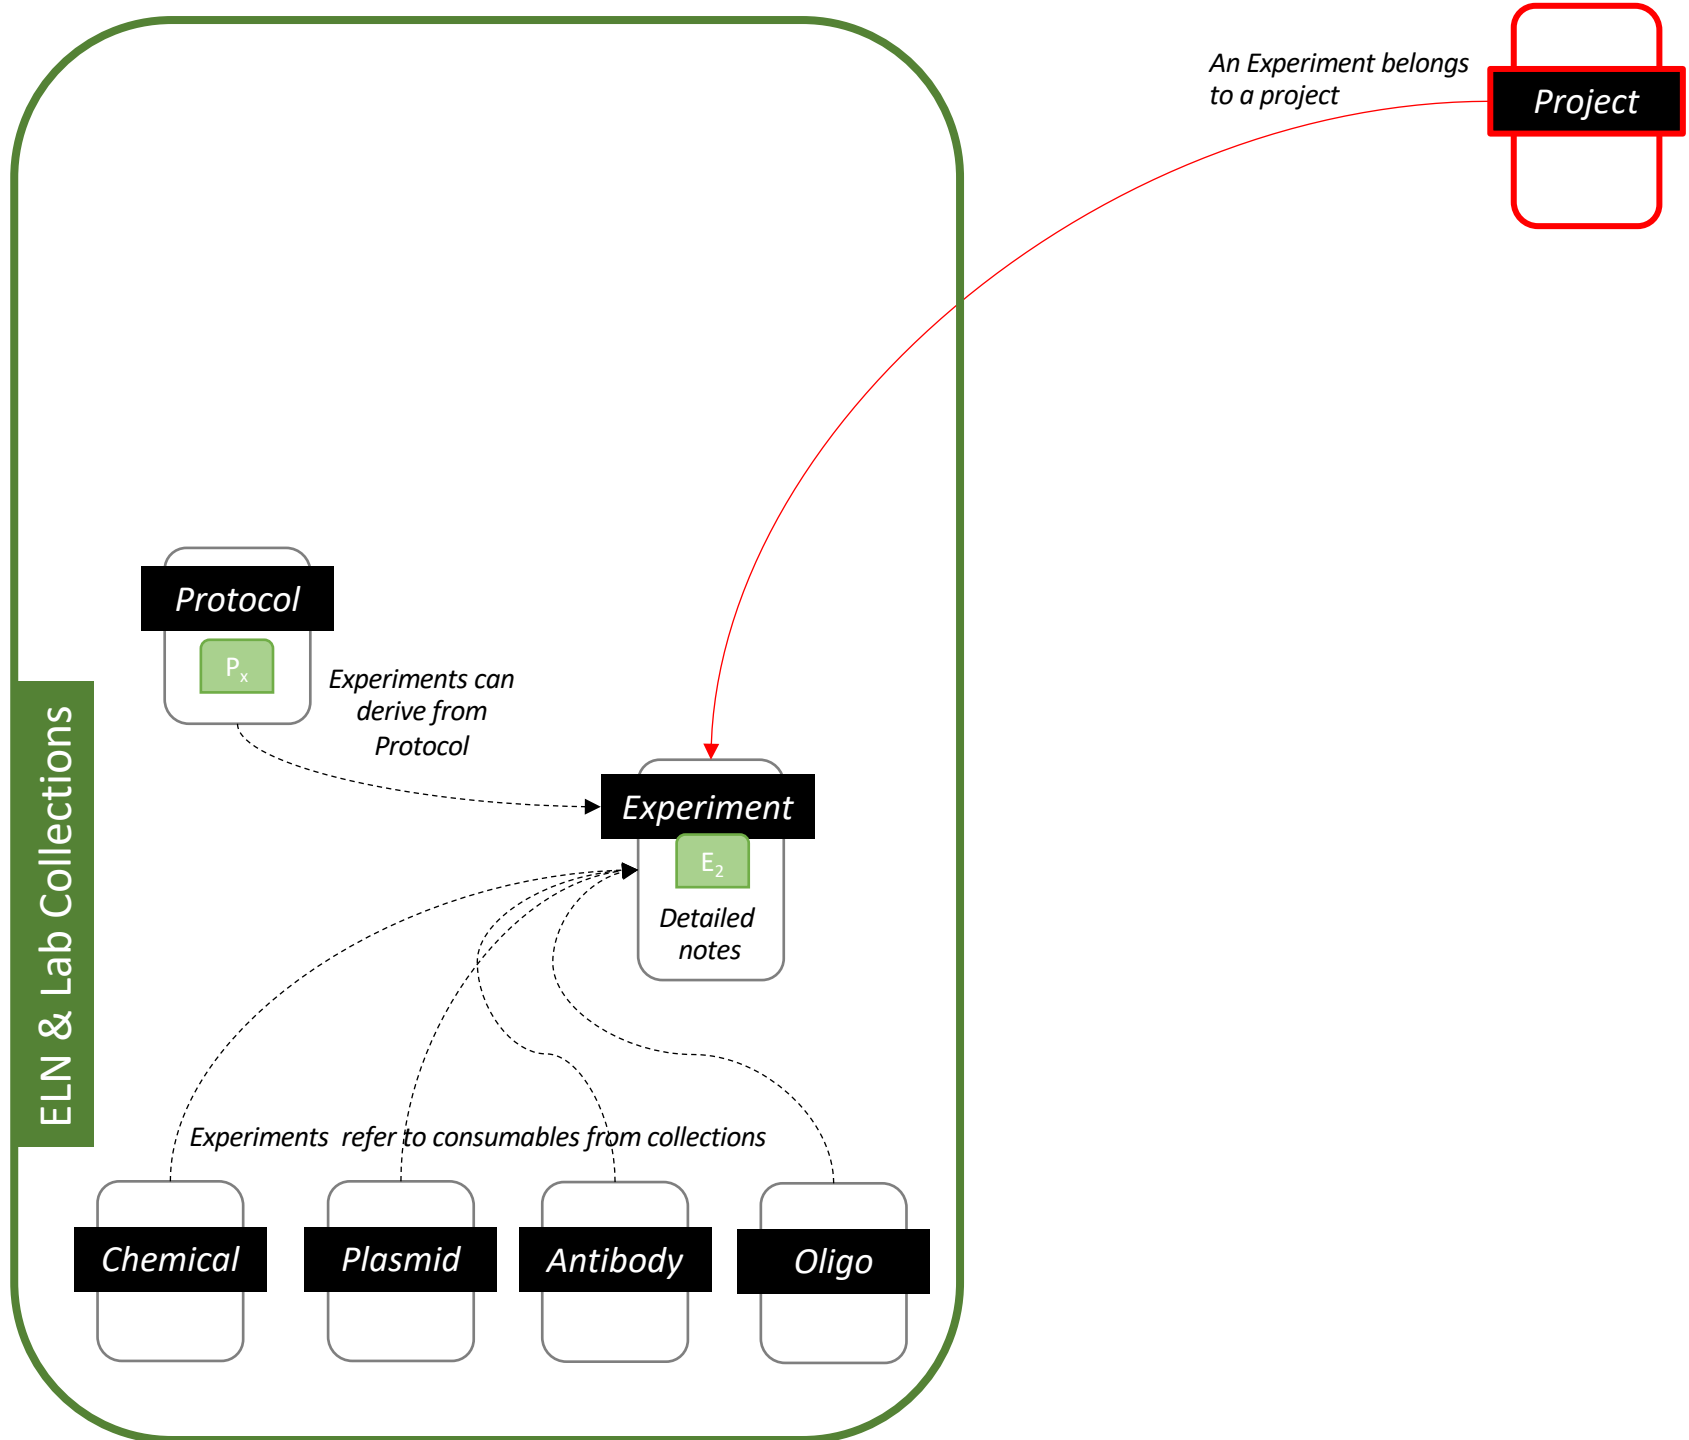 An Experiment belongs
to a project
Project
Protocol
Pₓ
Experiments can
derive from
Protocol
ELN & Lab Collections
Experiment
E₂
Detailed
notes
Experiments refer to consumables from collections
Chemical
Plasmid
Antibody
Oligo